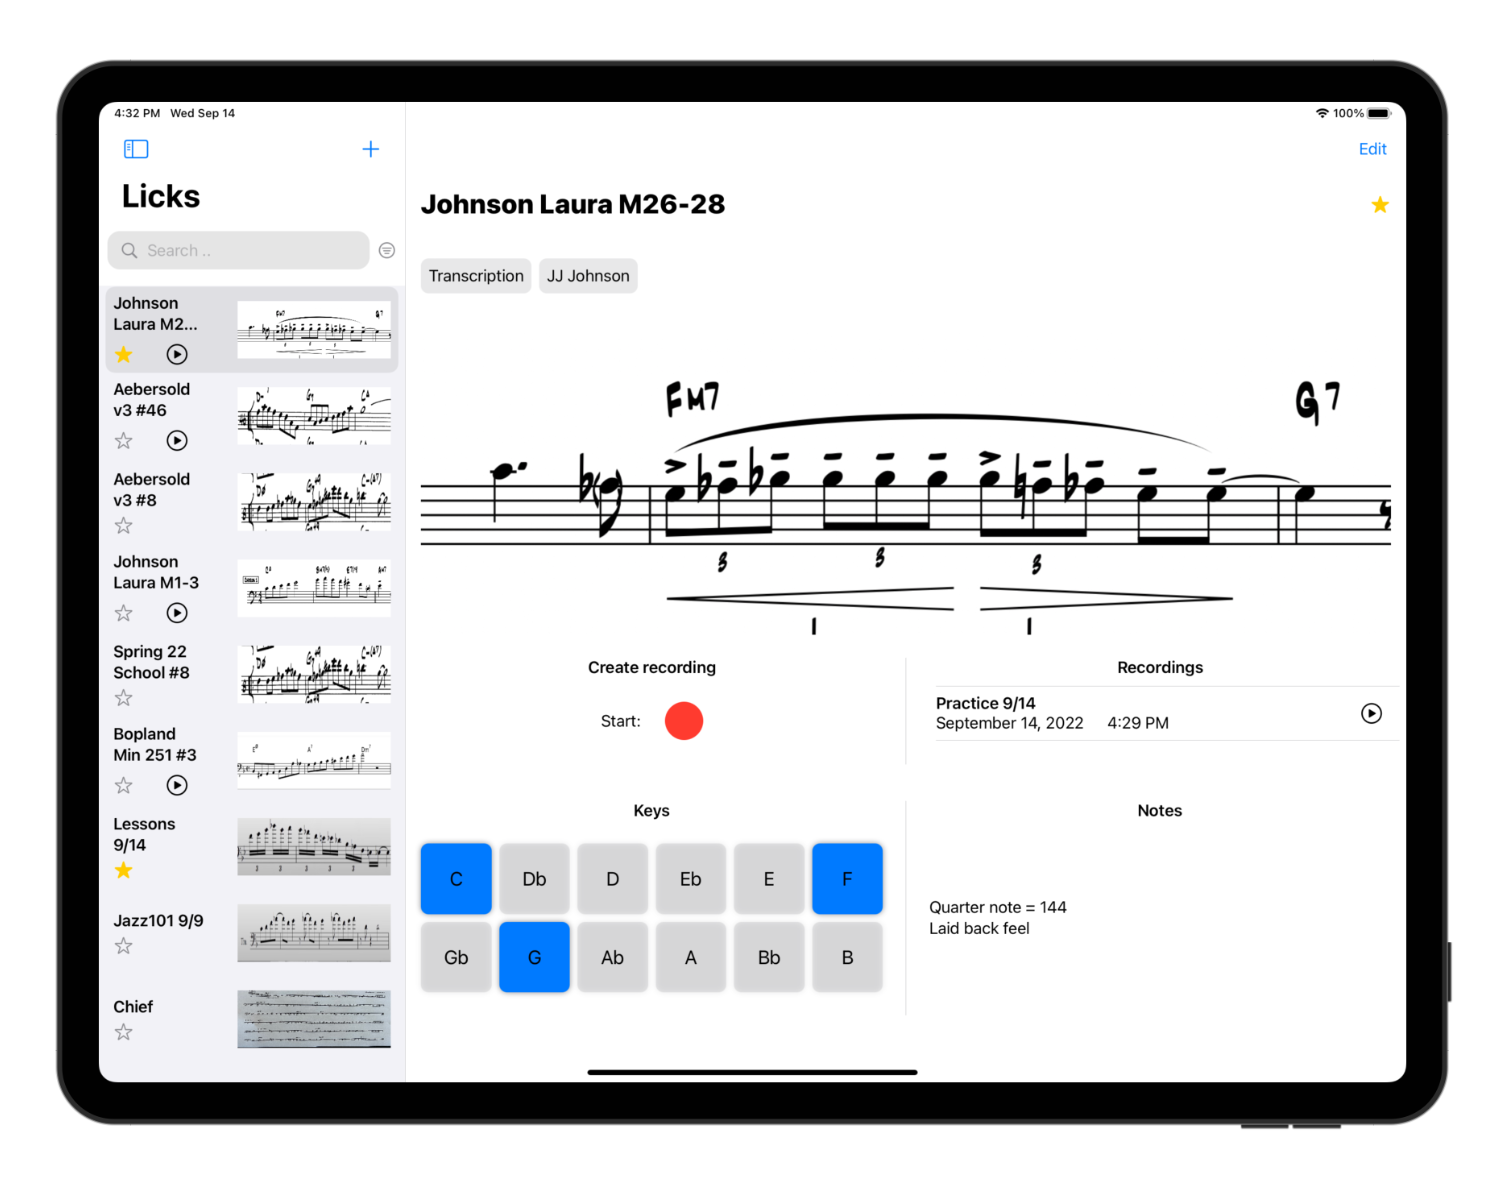 4:32 PM Wed Sep 14
100%
Edit
Licks
Search ..
Johnson
Laura M2...
Aebersold
v3 #46
Aebersold
v3 #8
Johnson
Laura M1-3
Spring 22
School #8
Bopland
Min 251 #3
Lessons
9/14
Jazz101 9/9
Chief
Johnson Laura M26-28
Transcription
JJ Johnson
FM7
G7
3 3 3
1 1
Create recording
Start:
Recordings
Practice 9/14
September 14, 2022 4:29 PM
Keys
C Db D Eb E F
Gb G Ab A Bb B
Notes
Quarter note = 144
Laid back feel